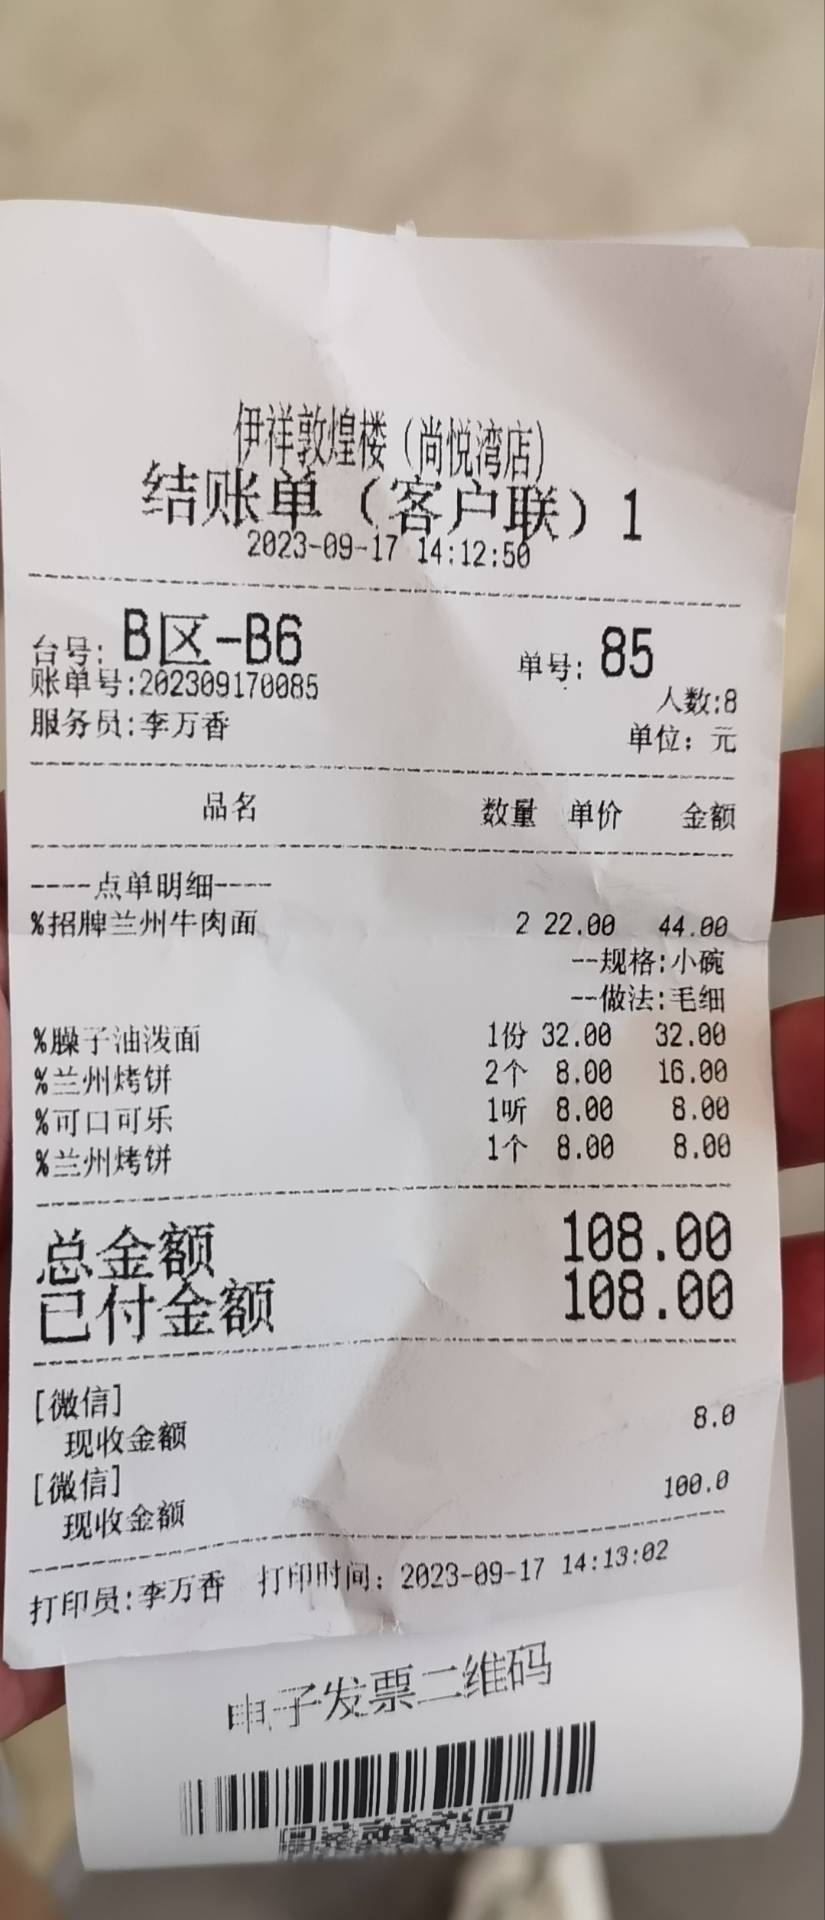 伊祥敦煌楼（尚悦湾店）
结账单（客户联）1
2023-09-17 14:12:50
台号: B区-B6 单号: 85
账单号:202309170085
人数:8
服务员:李万香
单位: 元
品名 数量 单价 金额
----点单明细----
%招牌兰州牛肉面 2 22.00 44.00
--规格:小碗
--做法:毛细
%臊子油泼面 1份 32.00 32.00
%兰州烤饼 2个 8.00 16.00
%可口可乐 1听 8.00 8.00
%兰州烤饼 1个 8.00 8.00
总金额 108.00
已付金额 108.00
[微信]
现收金额 8.0
[微信]
现收金额 100.0
打印员:李万香 打印时间: 2023-09-17 14:13:02
电子发票二维码